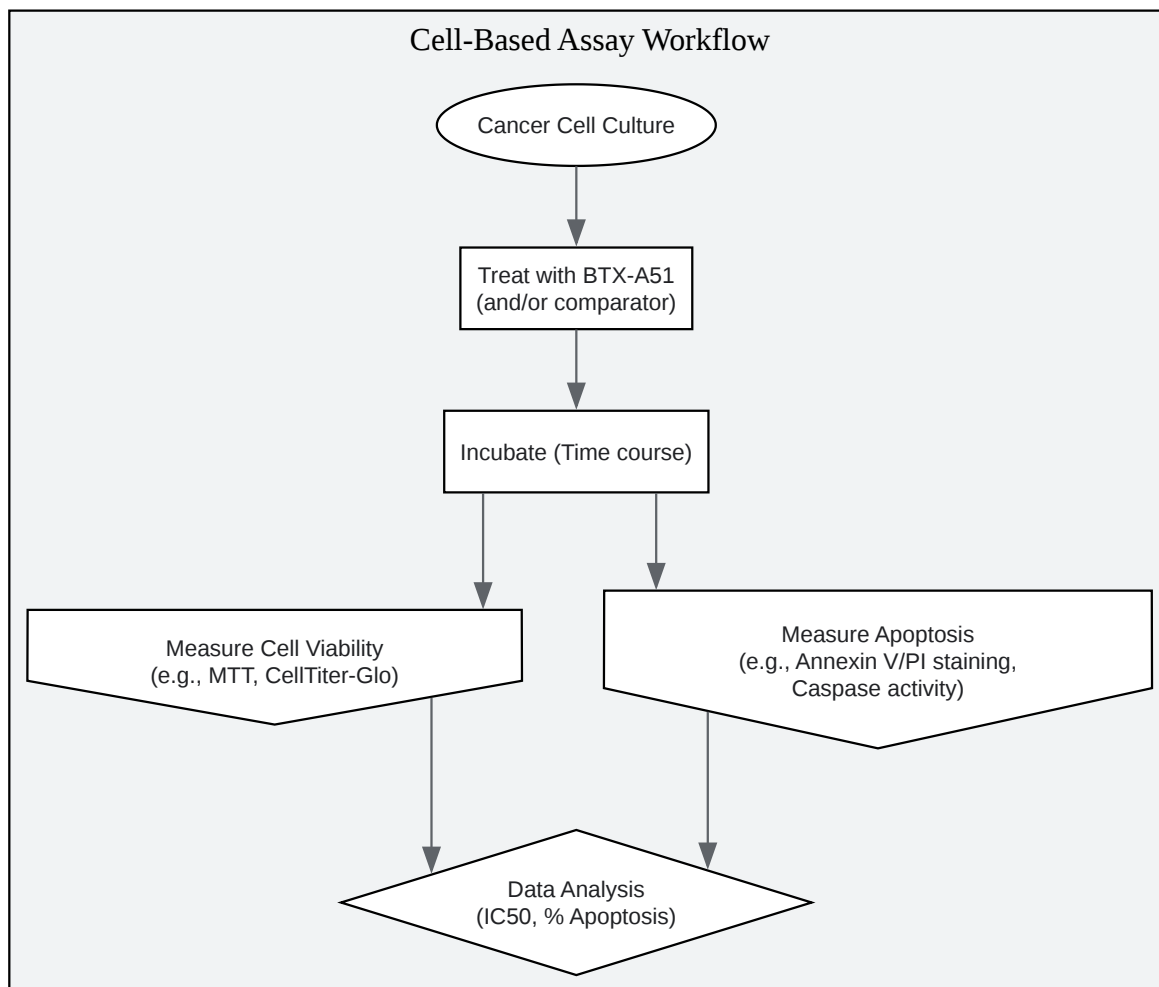 Cell-Based Assay Workflow
Cancer Cell Culture
Treat with BTX-A51
(and/or comparator)
Incubate (Time course)
Measure Cell Viability
(e.g., MTT, CellTiter-Glo)
Measure Apoptosis
(e.g., Annexin V/PI staining,
Caspase activity)
Data Analysis
(IC50, % Apoptosis)